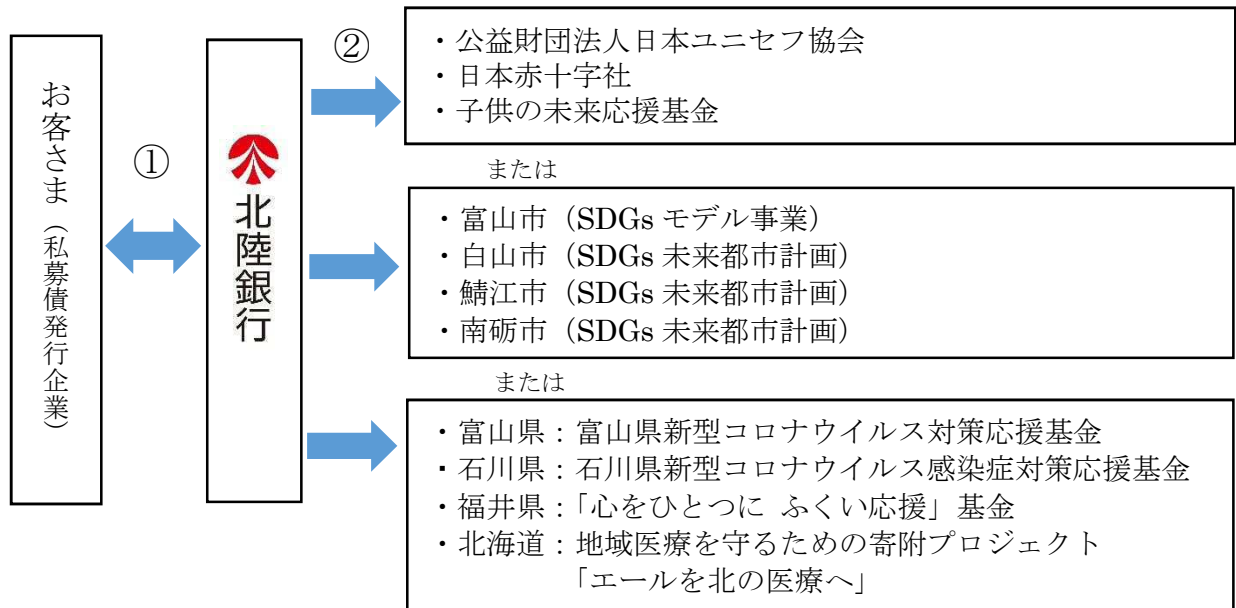 お客さま（私募債発行企業）
①
北陸銀行
②
・公益財団法人日本ユニセフ協会
・日本赤十字社
・子供の未来応援基金
または
・富山市（SDGs モデル事業）
・白山市（SDGs 未来都市計画）
・鯖江市（SDGs 未来都市計画）
・南砺市（SDGs 未来都市計画）
または
・富山県：富山県新型コロナウイルス対策応援基金
・石川県：石川県新型コロナウイルス感染症対策応援基金
・福井県：「心をひとつに ふくい応援」基金
・北海道：地域医療を守るための寄附プロジェクト
「エールを北の医療へ」